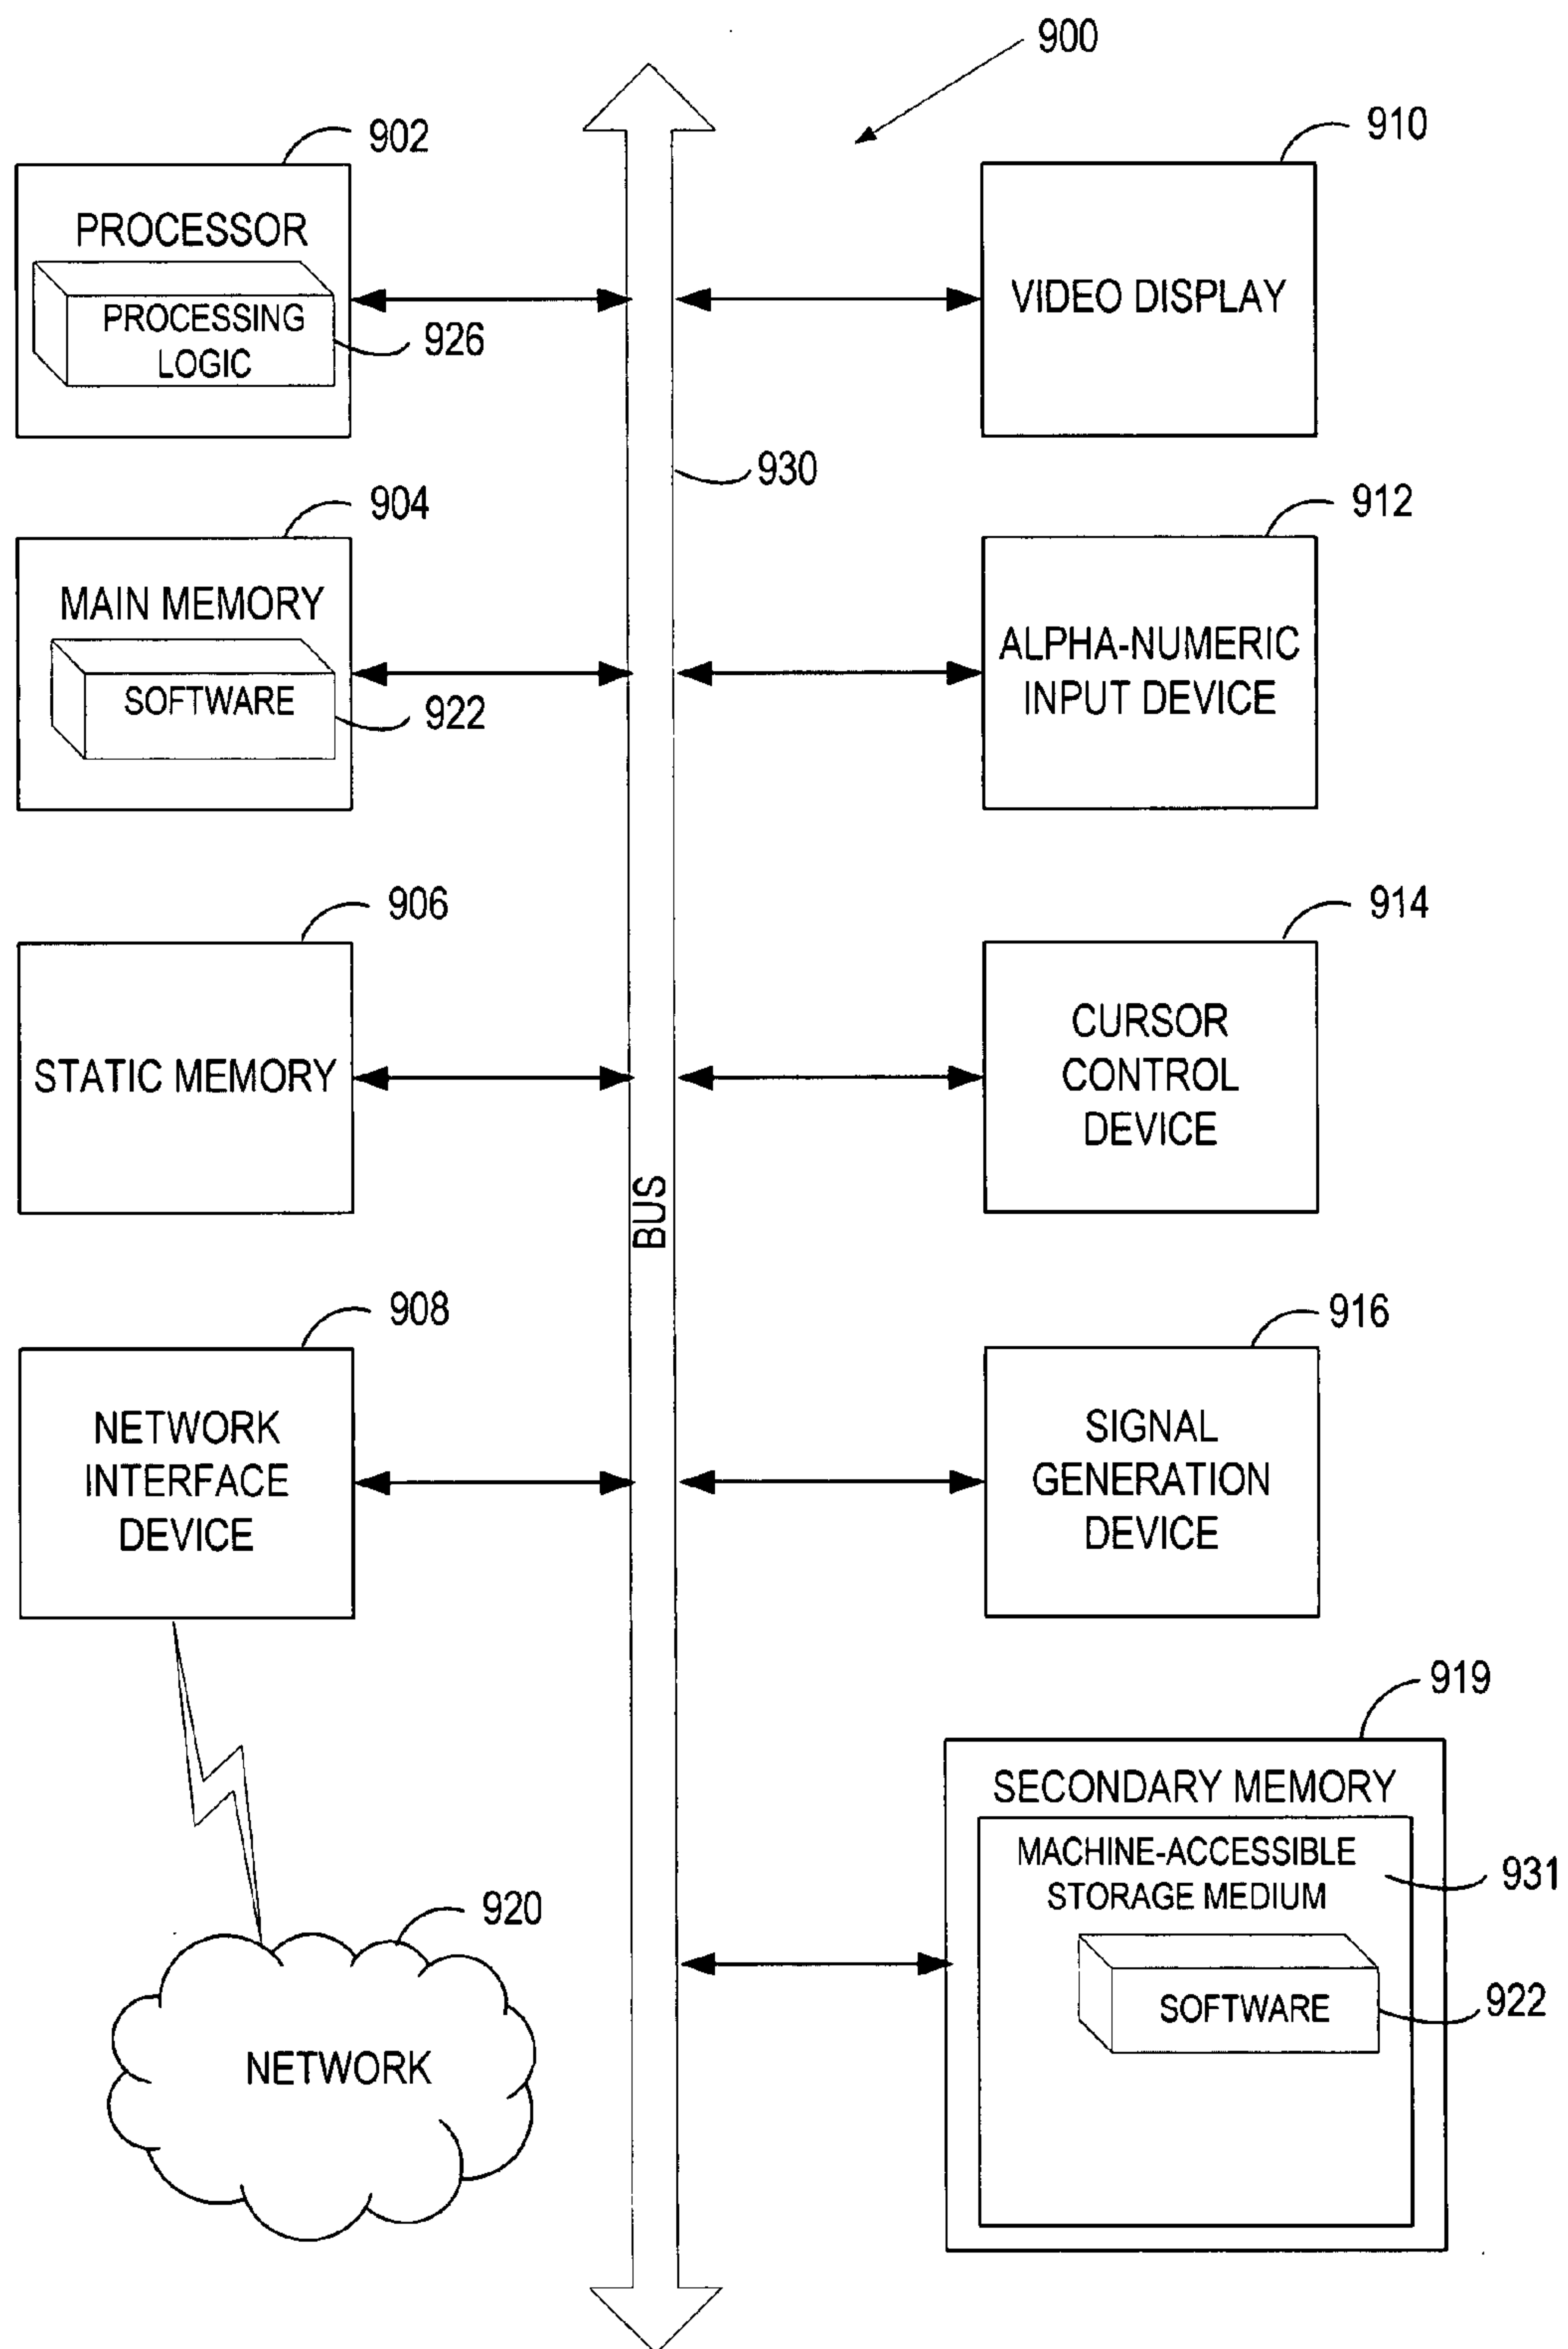 900
902
PROCESSOR
PROCESSING
LOGIC
926
910
VIDEO DISPLAY
930
904
MAIN MEMORY
SOFTWARE
922
912
ALPHA-NUMERIC
INPUT DEVICE
906
STATIC MEMORY
914
CURSOR
CONTROL
DEVICE
BUS
908
NETWORK
INTERFACE
DEVICE
916
SIGNAL
GENERATION
DEVICE
919
SECONDARY MEMORY
MACHINE-ACCESSIBLE
STORAGE MEDIUM
931
SOFTWARE
922
920
NETWORK